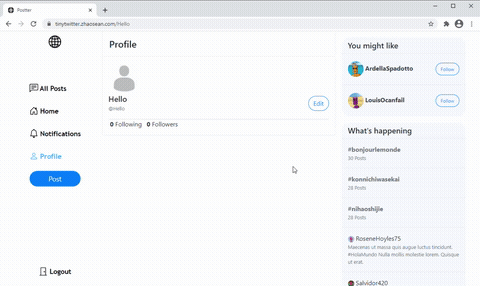 Postter
tinytwitter.zhaosean.com/Hello
All Posts
Home
Notifications
Profile
Post
Logout
Profile
Hello
@Hello
Edit
0 Following 0 Followers
You might like
ArdellaSpadotto
Follow
LouisOcanfail
Follow
What's happening
#bonjourlemonde
30 Posts
#konnichiwasekai
28 Posts
#nihaoshijie
28 Posts
RoseneHoyles75
Maecenas ut massa quis augue luctus tincidunt.
#HolaMundo Nulla mollis molestie lorem. Quisque
ut erat.
Salvidor420